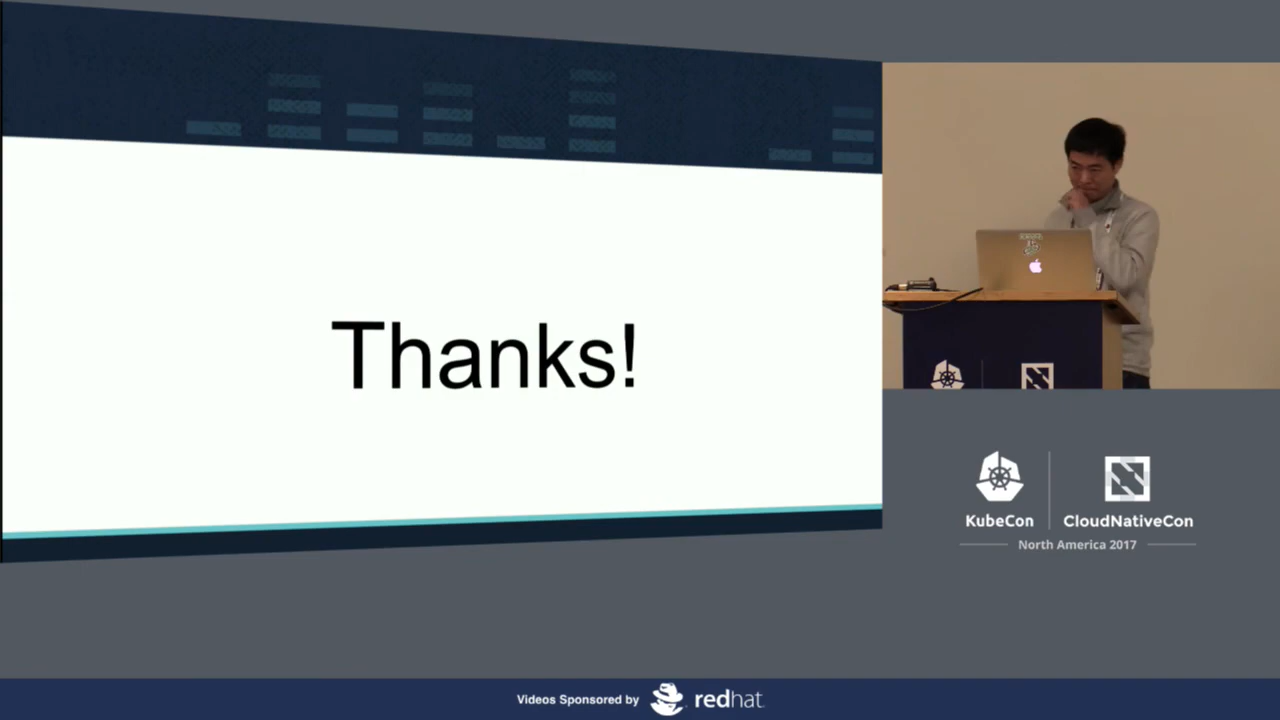 Thanks!
KubeCon
CloudNativeCon
North America 2017
Videos Sponsored by
redhat.